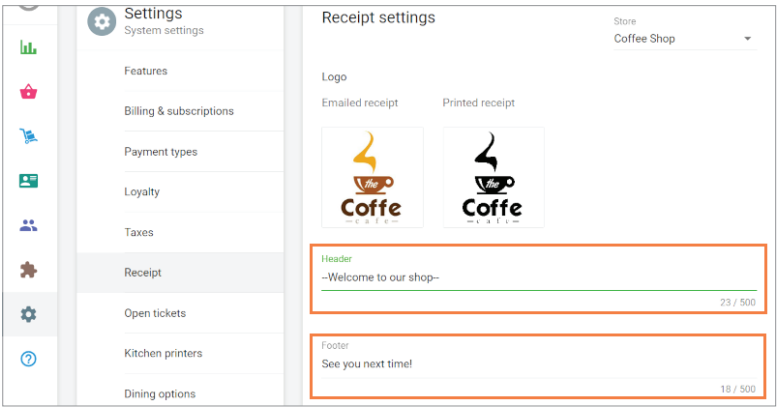 Settings
System settings
Features
Billing & subscriptions
Payment types
Loyalty
Taxes
Receipt
Open tickets
Kitchen printers
Dining options
Receipt settings
Store
Coffee Shop
Logo
Emailed receipt
Printed receipt
the
Coffe
cafe
the
Coffe
cafe
Header
--Welcome to our shop--
23 / 500
Footer
See you next time!
18 / 500